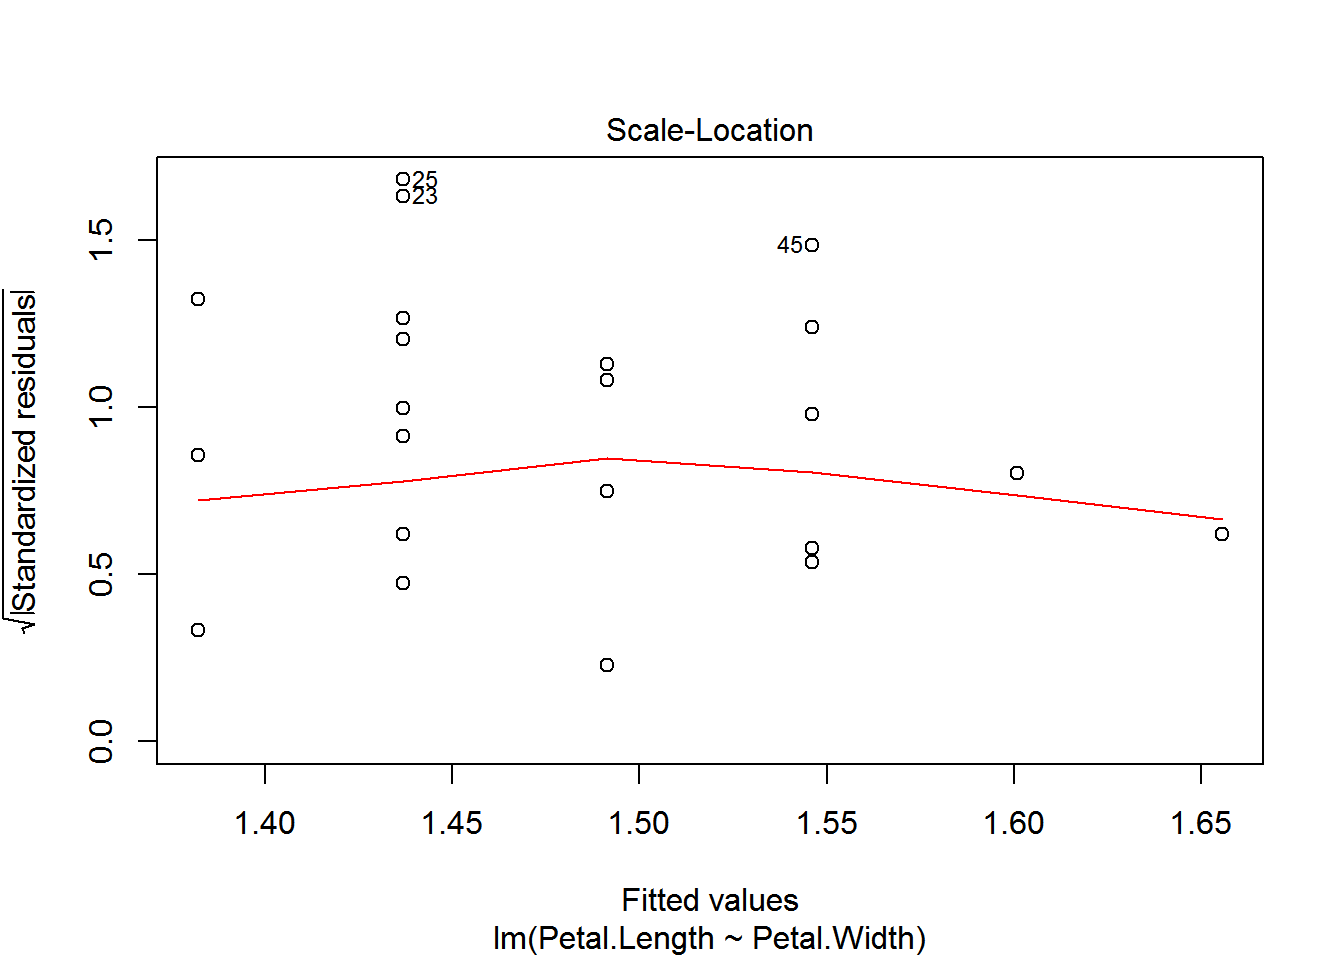 Scale-Location
√|Standardized residuals|
1.5
1.0
0.5
0.0
25
23
45
1.40 1.45 1.50 1.55 1.60 1.65
Fitted values
lm(Petal.Length ~ Petal.Width)